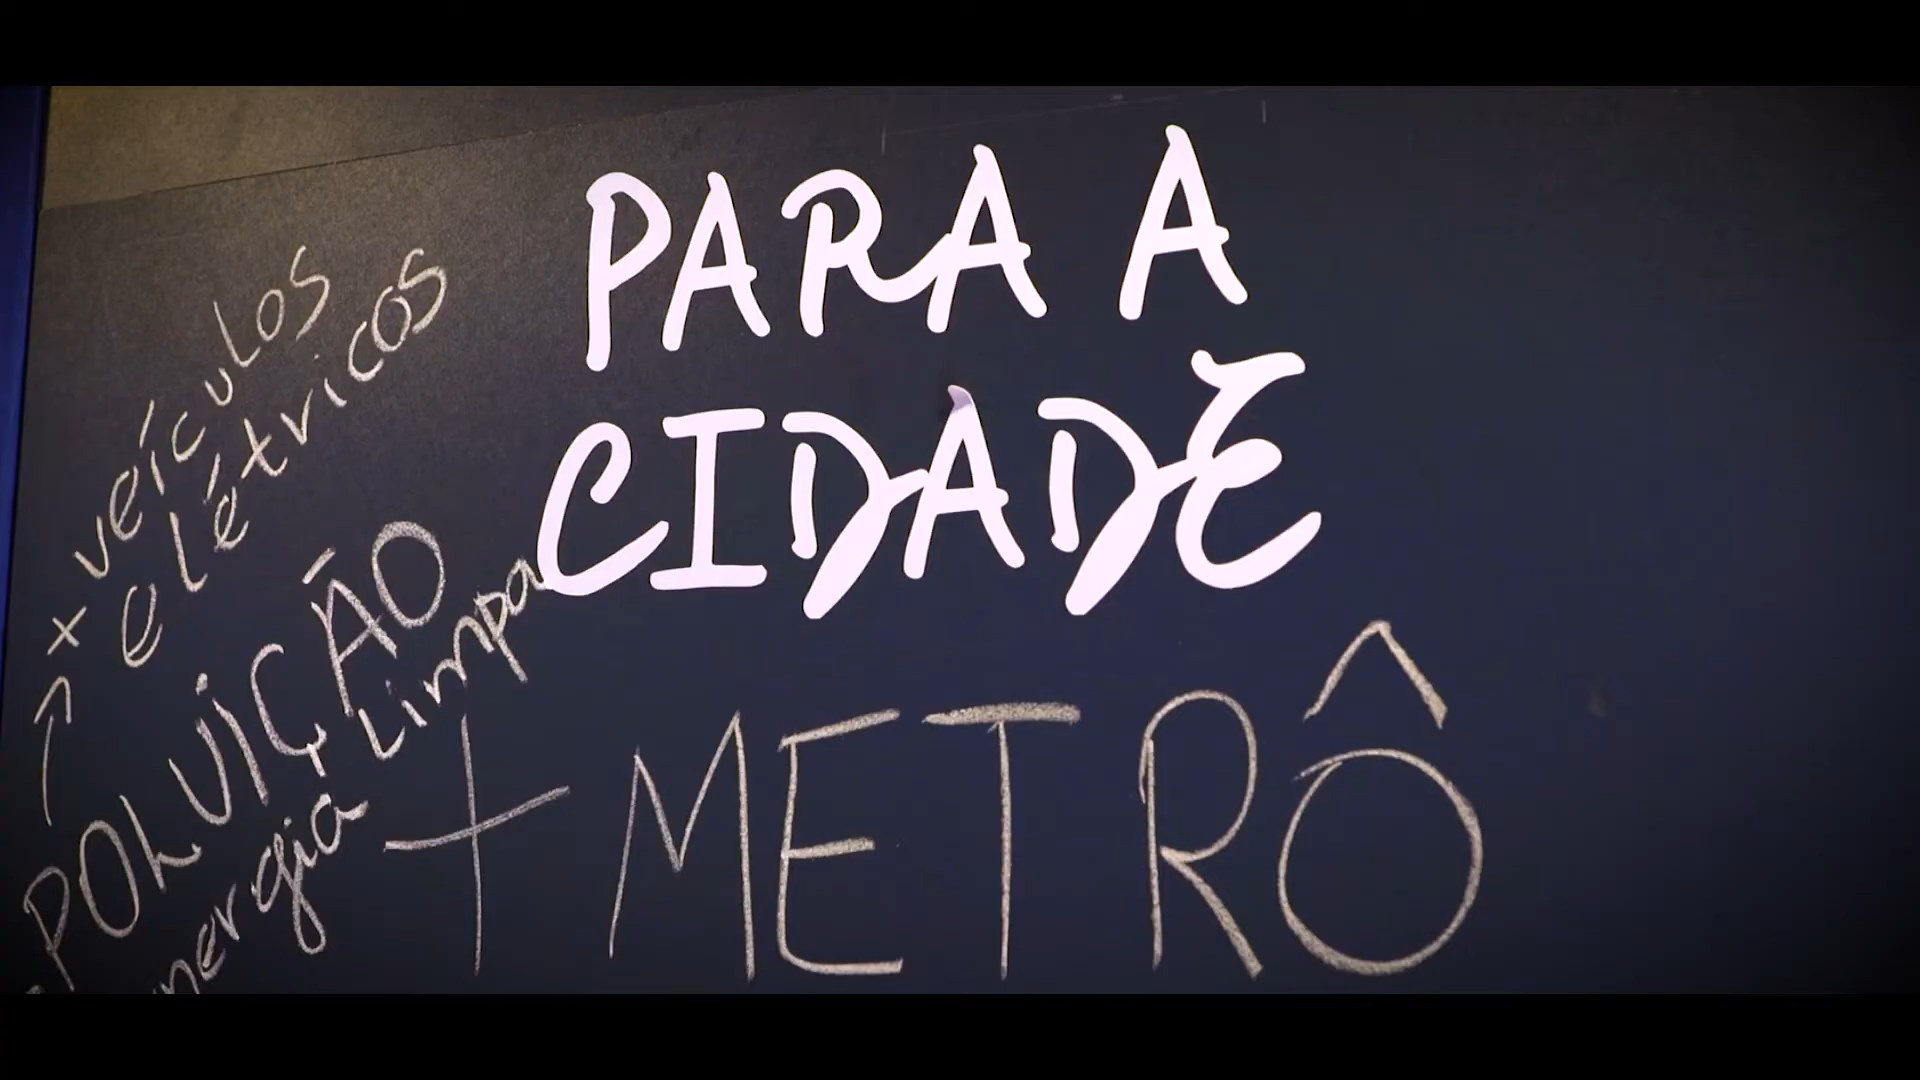 PARA A
CIDADE
+ veículos
elétricos
- POLUIÇÃO
energia Limpa
+ METRÔ